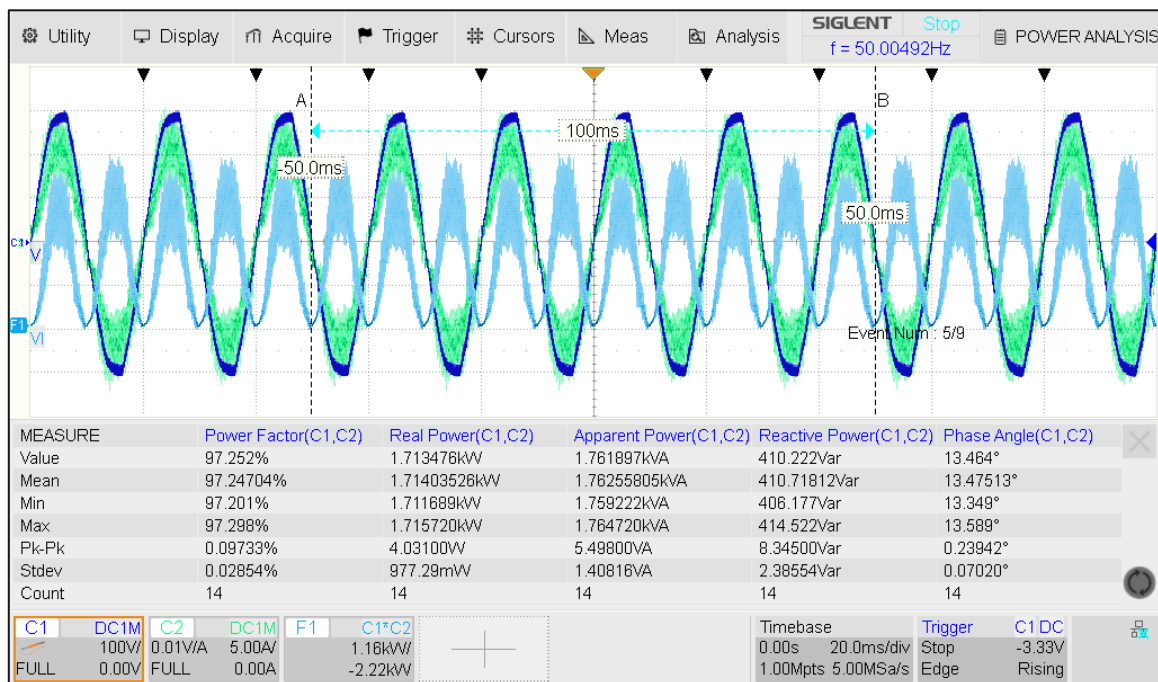 Utility Display Acquire Trigger Cursors Meas Analysis SIGLENT Stop POWER ANALYSIS
f = 50.00492Hz
A B
100ms
-50.0ms
50.0ms
C1
V
F1
VI
Event Num : 5/9
MEASURE Power Factor(C1,C2) Real Power(C1,C2) Apparent Power(C1,C2) Reactive Power(C1,C2) Phase Angle(C1,C2)
Value 97.252% 1.713476kW 1.761897kVA 410.222Var 13.464°
Mean 97.24704% 1.71403526kW 1.76255805kVA 410.71812Var 13.47513°
Min 97.201% 1.711689kW 1.759222kVA 406.177Var 13.349°
Max 97.298% 1.715720kW 1.764720kVA 414.522Var 13.589°
Pk-Pk 0.09733% 4.03100W 5.49800VA 8.34500Var 0.23942°
Stdev 0.02854% 977.29mW 1.40816VA 2.38554Var 0.07020°
Count 14 14 14 14 14
C1 DC1M C2 DC1M F1 C1*C2 Timebase Trigger C1 DC
100V/ 0.01V/A 5.00A/ 1.16kW/ 0.00s 20.0ms/div Stop -3.33V
FULL 0.00V FULL 0.00A -2.22kW 1.00Mpts 5.00MSa/s Edge Rising